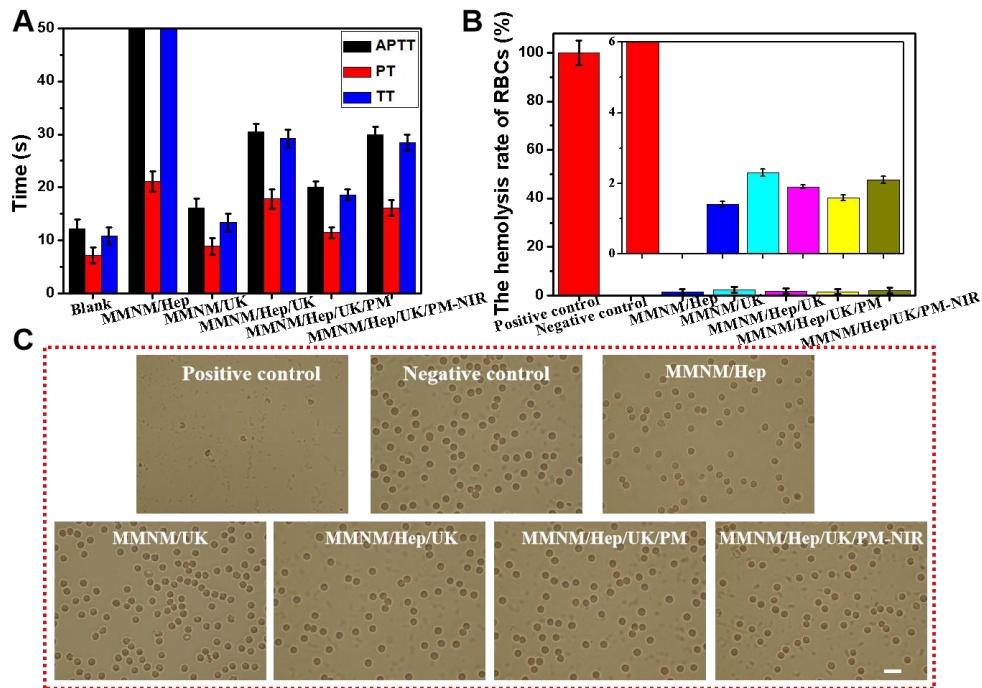 A
Time (s)
50
40
30
20
10
0
APTT
PT
TT
Blank
MMNM/Hep
MMNM/UK
MMNM/Hep/UK
MMNM/Hep/UK/PM
MMNM/Hep/UK/PM-NIR
B
The hemolysis rate of RBCs (%)
100
80
60
40
20
0
6
4
2
0
Positive control
Negative control
MMNM/Hep
MMNM/UK
MMNM/Hep/UK
MMNM/Hep/UK/PM
MMNM/Hep/UK/PM-NIR
C
Positive control
Negative control
MMNM/Hep
MMNM/UK
MMNM/Hep/UK
MMNM/Hep/UK/PM
MMNM/Hep/UK/PM-NIR